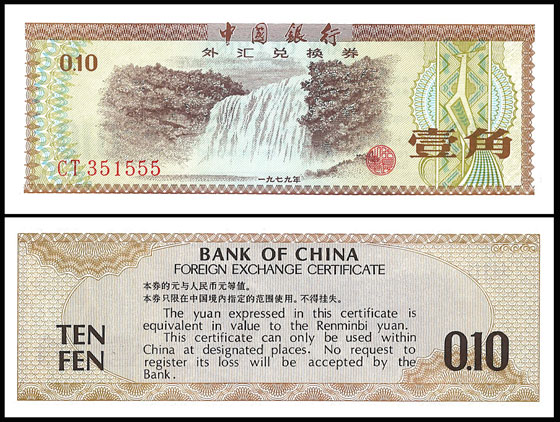 中國銀行
外汇兑换券
0.10
CT 351555
一九七九年
壹角
BANK OF CHINA
FOREIGN EXCHANGE CERTIFICATE
本券的元与人民币元等值。
本券只限在中国境内指定的范围使用。不得挂失。
The yuan expressed in this certificate is
equivalent in value to the Renminbi yuan.
This certificate can only be used within
China at designated places. No request to
register its loss will be accepted by the
Bank.
TEN
FEN
0.10